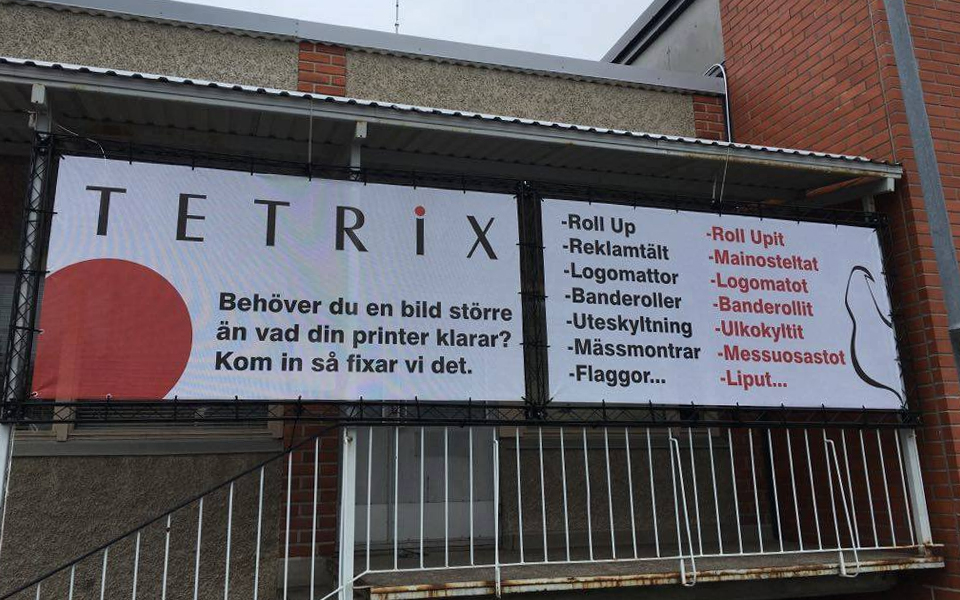 TETRiX
Behöver du en bild större
än vad din printer klarar?
Kom in så fixar vi det.
-Roll Up
-Reklamtält
-Logomattor
-Banderoller
-Uteskyltning
-Mässmontrar
-Flaggor...
-Roll Upit
-Mainosteltat
-Logomatot
-Banderollit
-Ulkokyltit
-Messuosastot
-Liput...